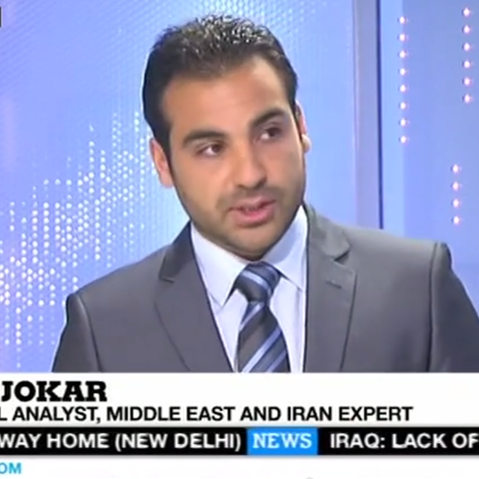 JOKAR
L ANALYST, MIDDLE EAST AND IRAN EXPERT
WAY HOME (NEW DELHI) NEWS IRAQ: LACK OF
OM